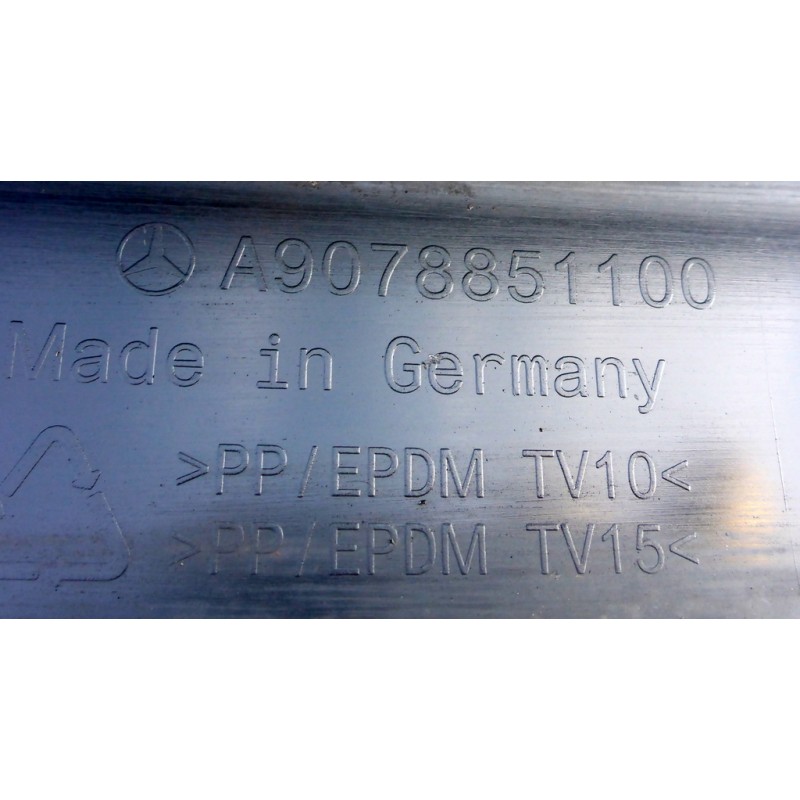 A9078851100
Made in Germany
>PP/EPDM TV10<
>PP/EPDM TV15<